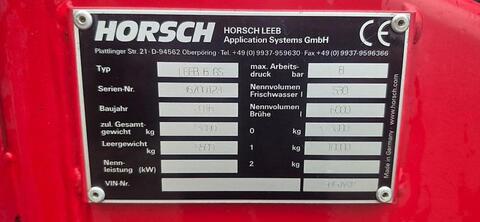 HORSCH HORSCH LEEB
Application Systems GmbH CE
Plattlinger Str. 21 · D-94562 Oberpöring · Fon +49 (0) 9937-959630 · Fax +49 (0) 9937-9596366
Typ LEEB 6 GS max. Arbeits-
druck bar 8
Serien-Nr. Nennvolumen
Frischwasser l 530
Baujahr Nennvolumen
Brühe l 6000
zul. Gesamt-
gewicht kg 0 kg
Leergewicht
kg 1 kg 10000
Nenn-
leistung (kW) 2 kg
VIN-Nr.
www.horsch.com
Made in Germany